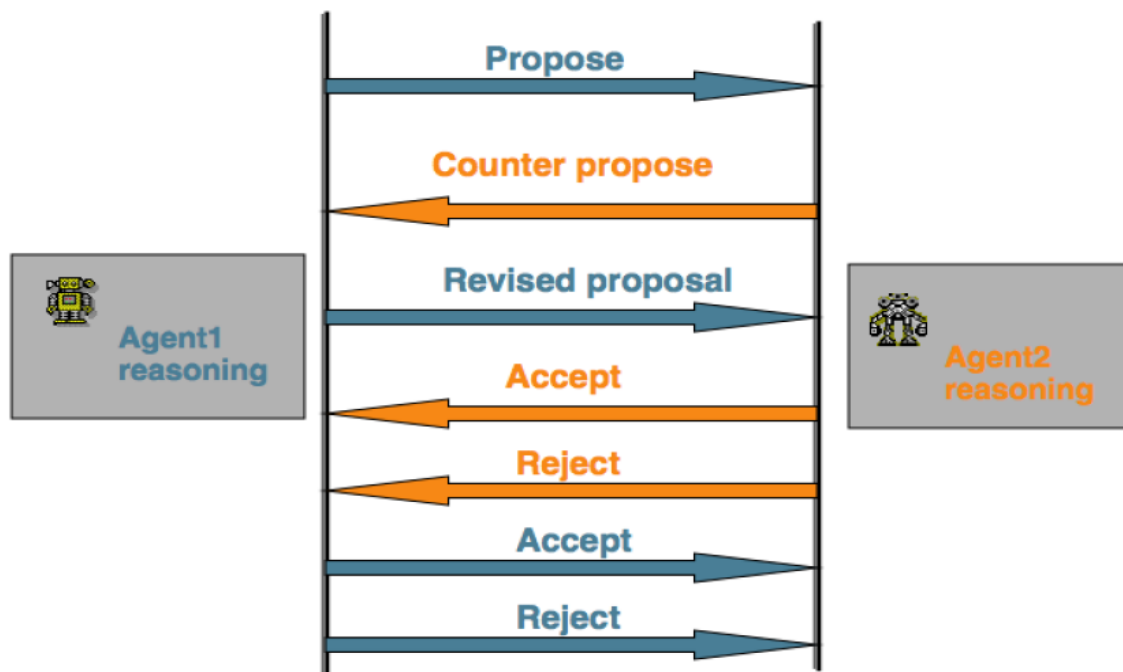 Propose
Counter propose
Revised proposal
Agent1
reasoning
Agent2
reasoning
Accept
Reject
Accept
Reject